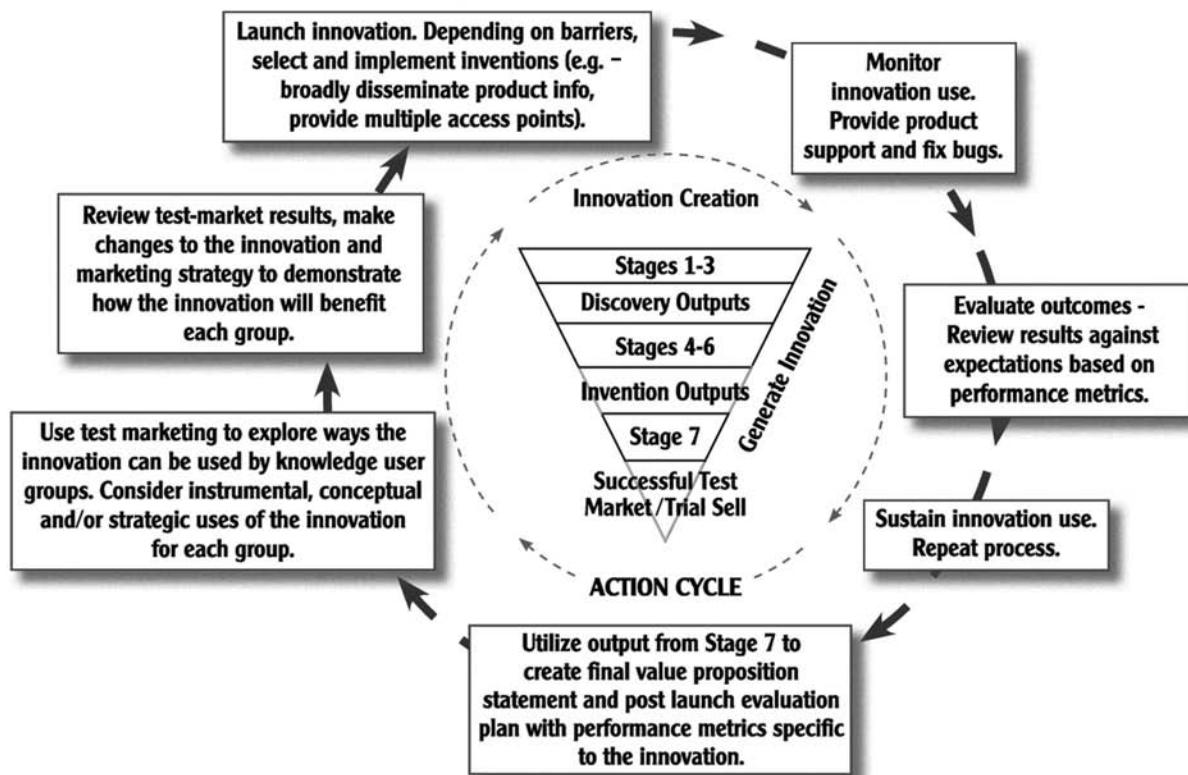 Launch innovation. Depending on barriers,
select and implement inventions (e.g. –
broadly disseminate product info,
provide multiple access points).
Monitor
innovation use.
Provide product
support and fix bugs.
Innovation Creation
Review test-market results, make
changes to the innovation and
marketing strategy to demonstrate
how the innovation will benefit
each group.
Stages 1-3
Discovery Outputs
Stages 4-6
Invention Outputs
Stage 7
Successful Test
Market /Trial Sell
Generate Innovation
Evaluate outcomes -
Review results against
expectations based on
performance metrics.
Use test marketing to explore ways the
innovation can be used by knowledge user
groups. Consider instrumental, conceptual
and/or strategic uses of the innovation
for each group.
Sustain innovation use.
Repeat process.
ACTION CYCLE
Utilize output from Stage 7 to
create final value proposition
statement and post launch evaluation
plan with performance metrics specific
to the innovation.